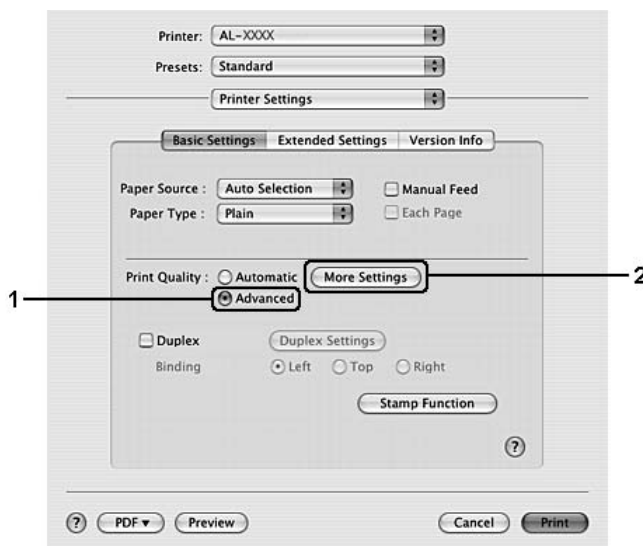 Printer: AL-XXXX
Presets: Standard
Printer Settings
Basic Settings Extended Settings Version Info
Paper Source : Auto Selection Manual Feed
Paper Type : Plain Each Page
Print Quality : Automatic More Settings 2
1 Advanced
Duplex Duplex Settings
Binding Left Top Right
Stamp Function
?
? PDF▼ Preview Cancel Print